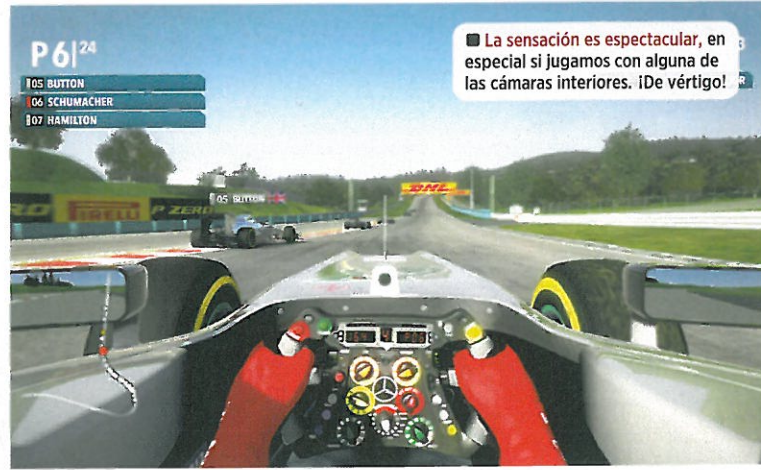 P6|24
05 BUTTON
06 SCHUMACHER
07 HAMILTON
■ La sensación es espectacular, en
especial si jugamos con alguna de
las cámaras interiores. ¡De vértigo!
05 BUTTON
PIRELLI
P ZERO
DHL